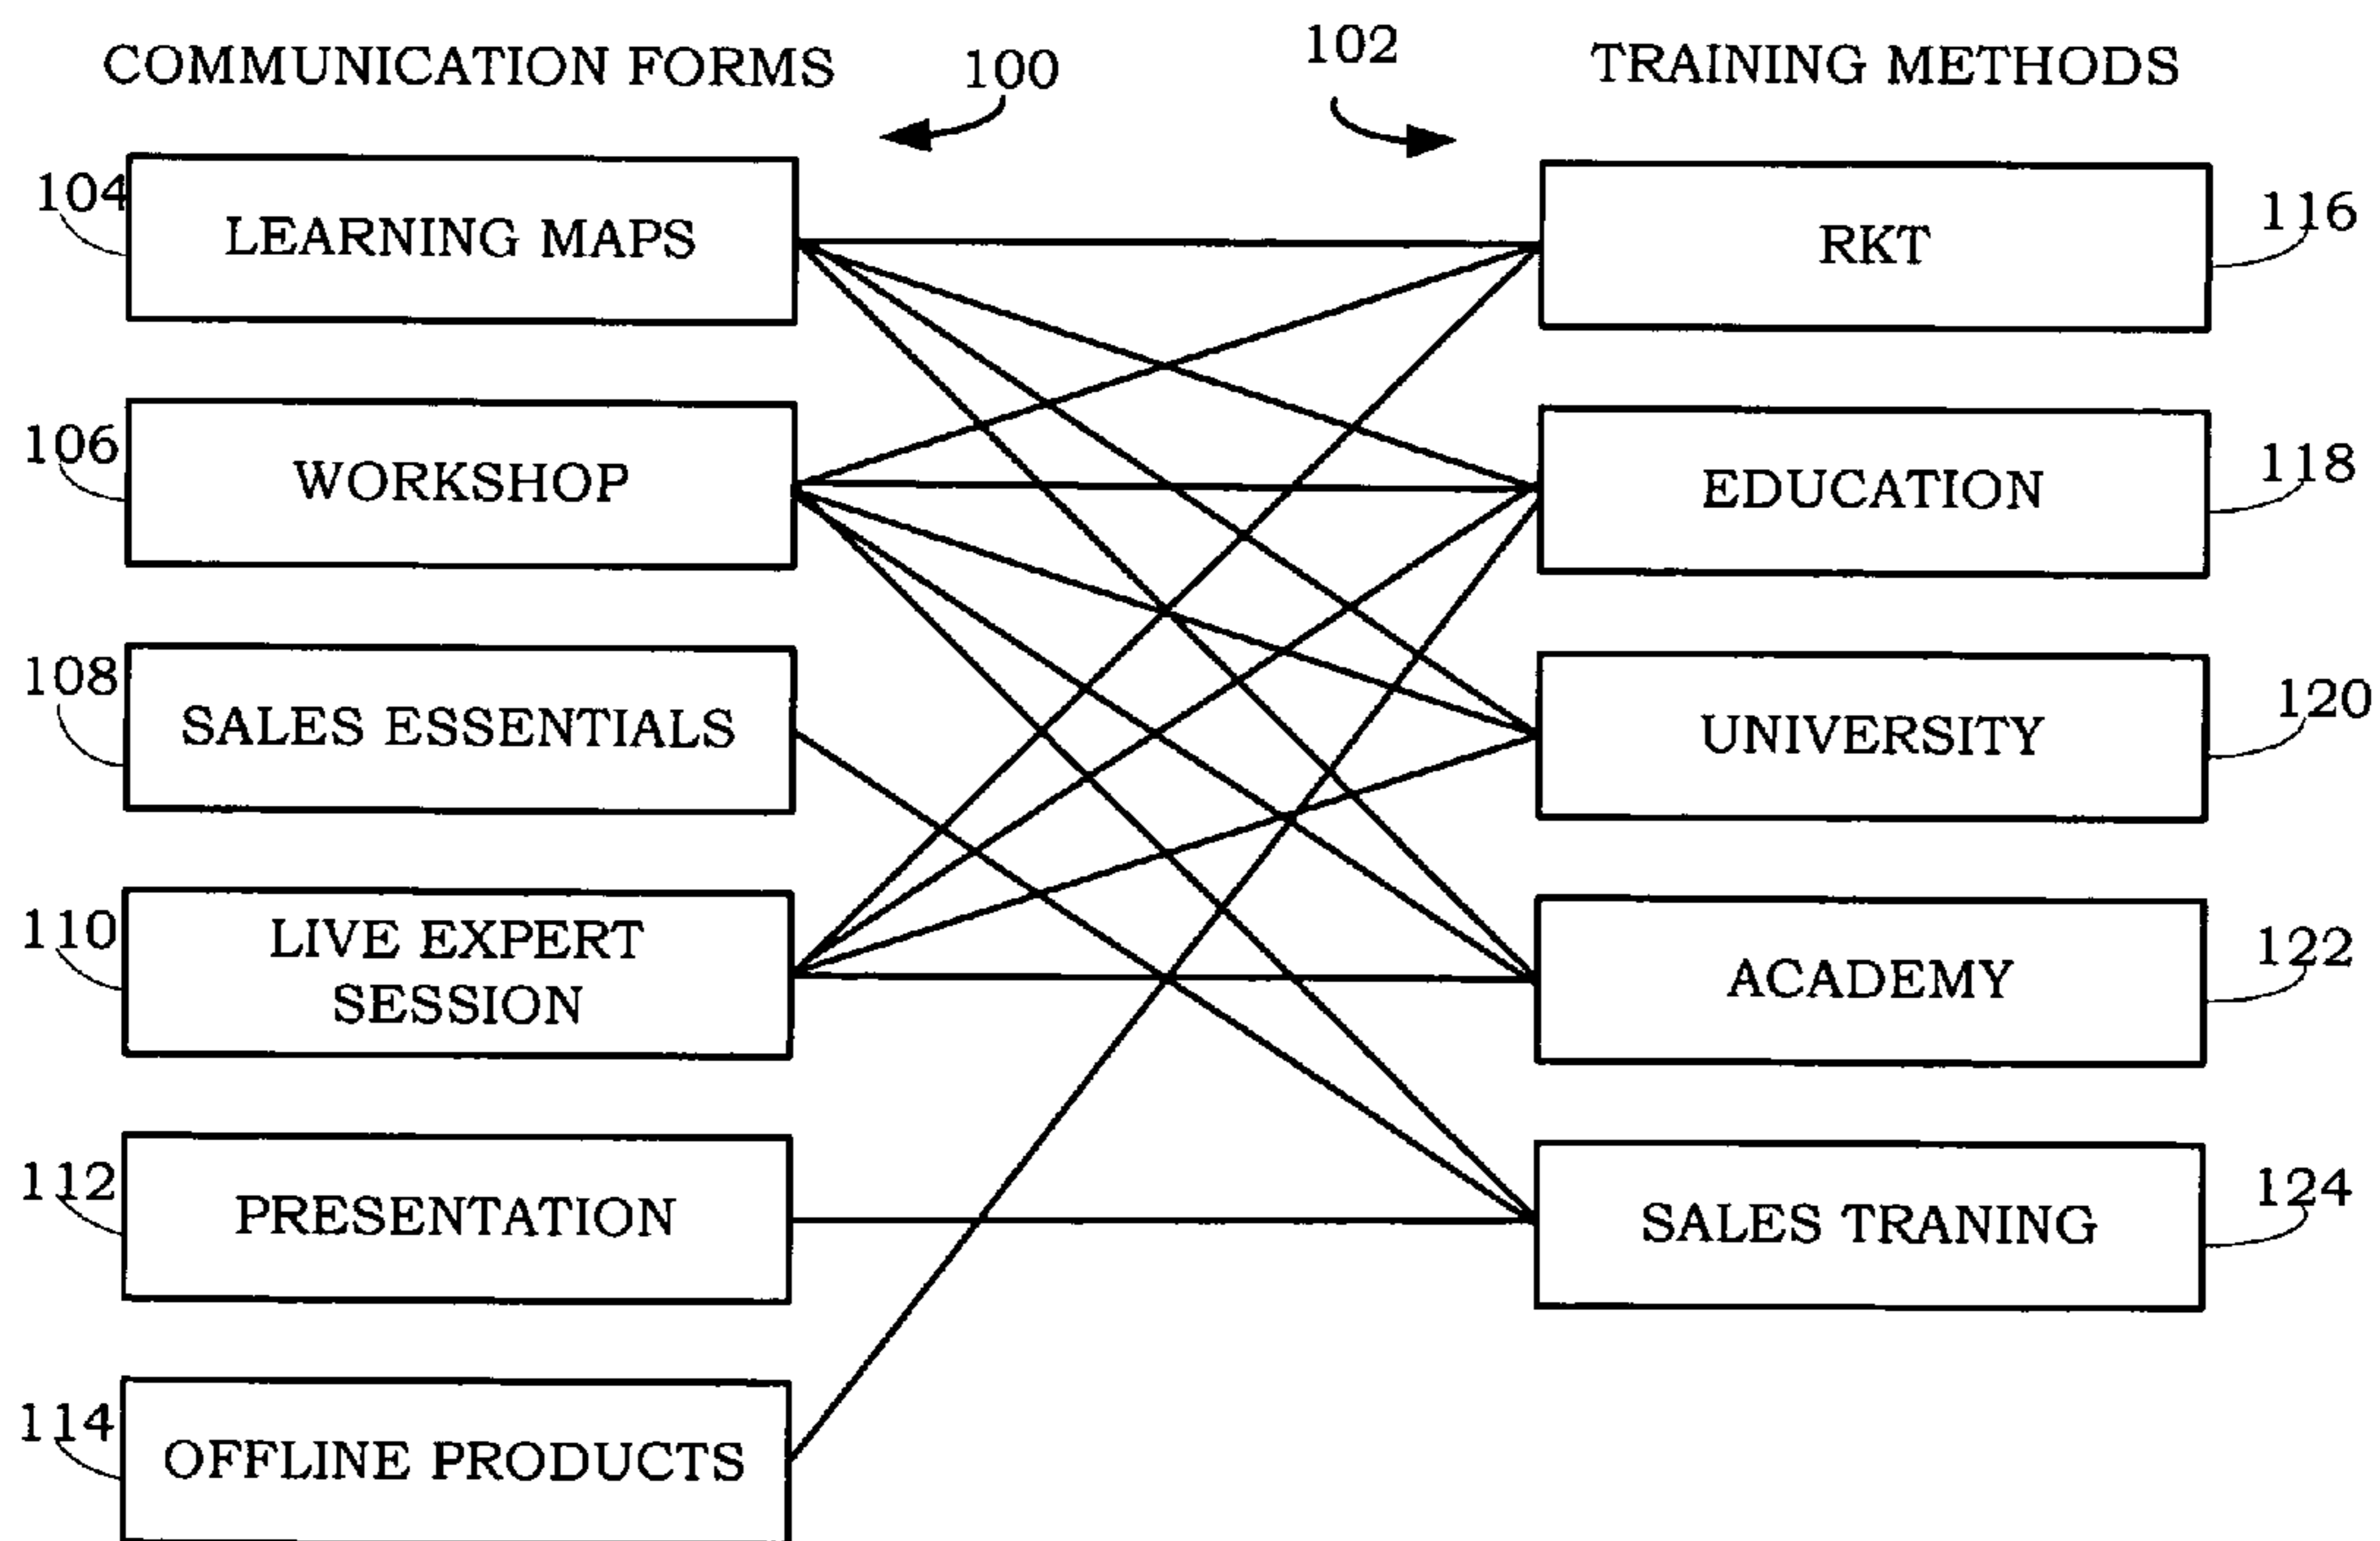 COMMUNICATION FORMS
100
102
TRAINING METHODS
104
LEARNING MAPS
RKT
116
106
WORKSHOP
EDUCATION
118
108
SALES ESSENTIALS
UNIVERSITY
120
110
LIVE EXPERT
SESSION
ACADEMY
122
112
PRESENTATION
SALES TRANING
124
114
OFFLINE PRODUCTS